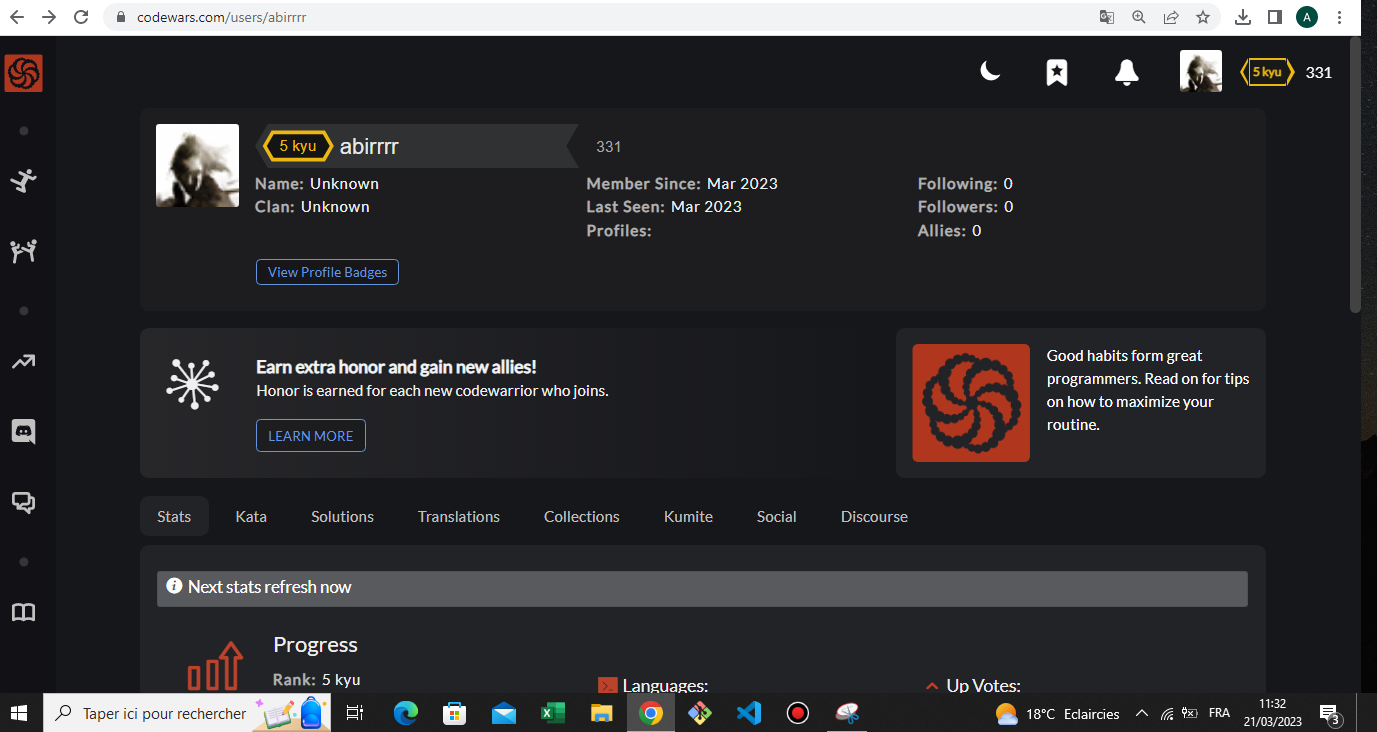 codewars.com/users/abirrrr
A
5 kyu 331
5 kyu abirrrr 331
Name: Unknown Member Since: Mar 2023 Following: 0
Clan: Unknown Last Seen: Mar 2023 Followers: 0
Profiles: Allies: 0
View Profile Badges
Earn extra honor and gain new allies!
Honor is earned for each new codewarrior who joins.
LEARN MORE
Good habits form great
programmers. Read on for tips
on how to maximize your
routine.
Stats Kata Solutions Translations Collections Kumite Social Discourse
Next stats refresh now
Progress
Rank: 5 kyu
Languages: Up Votes:
Taper ici pour rechercher
18°C Eclaircies FRA
11:32
21/03/2023
3